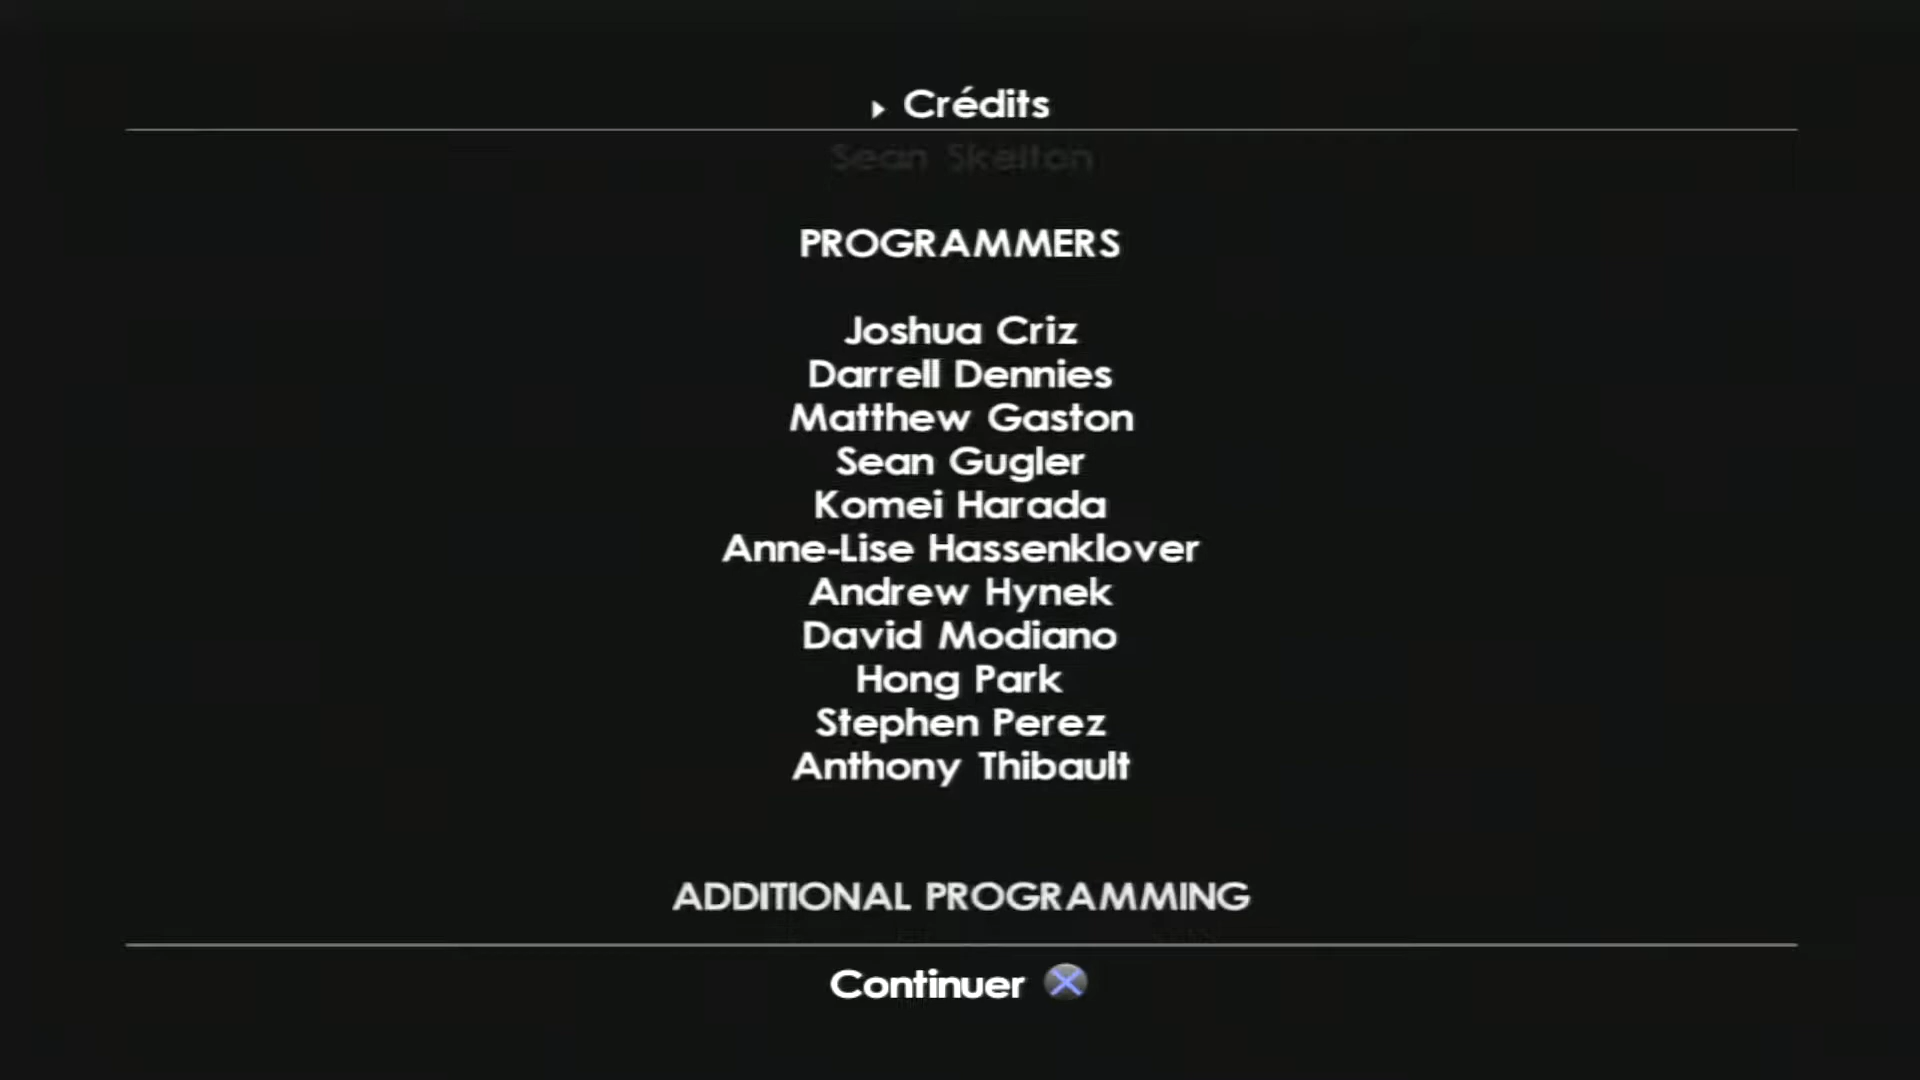 Crédits
Sean Skelton
PROGRAMMERS
Joshua Criz
Darrell Dennies
Matthew Gaston
Sean Gugler
Komei Harada
Anne-Lise Hassenklover
Andrew Hynek
David Modiano
Hong Park
Stephen Perez
Anthony Thibault
ADDITIONAL PROGRAMMING
Continuer